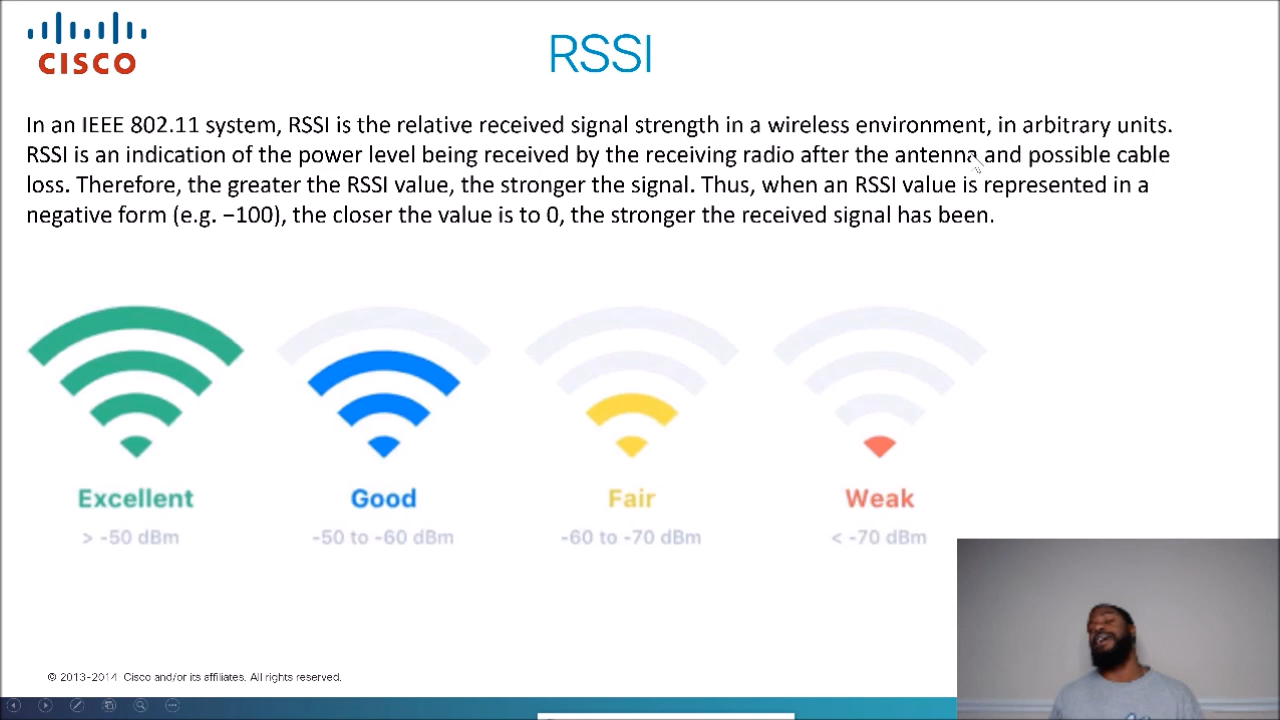 CISCO
RSSI
In an IEEE 802.11 system, RSSI is the relative received signal strength in a wireless environment, in arbitrary units.
RSSI is an indication of the power level being received by the receiving radio after the antenna and possible cable
loss. Therefore, the greater the RSSI value, the stronger the signal. Thus, when an RSSI value is represented in a
negative form (e.g. −100), the closer the value is to 0, the stronger the received signal has been.
Excellent Good Fair Weak
> -50 dBm -50 to -60 dBm -60 to -70 dBm < -70 dBm
© 2013-2014 Cisco and/or its affiliates. All rights reserved.